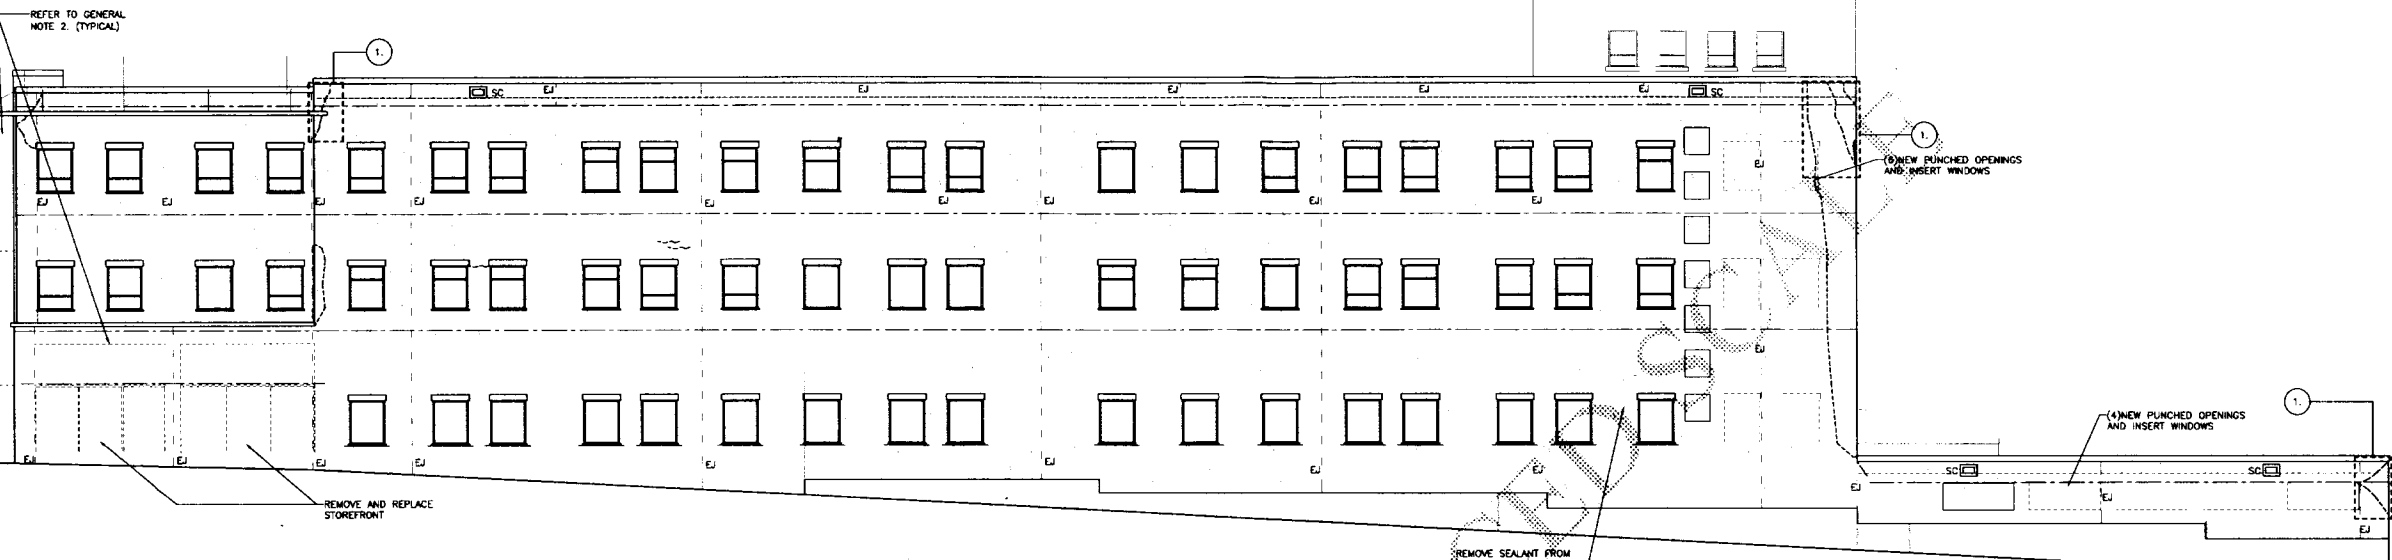 REFER TO GENERAL
NOTE 2. (TYPICAL)
1.
SC
EJ
EJ
EJ
EJ
EJ
SC
1.
(6)NEW PUNCHED OPENINGS
AND INSERT WINDOWS
EJ
EJ
EJ
EJ
EJ
EJ
EJ
EJ
EJ
EJ
EJ
EJ
1.
(4)NEW PUNCHED OPENINGS
AND INSERT WINDOWS
EJ
EJ
EJ
EJ
EJ
EJ
EJ
EJ
SC
SC
EJ
EJ
EJ
REMOVE AND REPLACE
STOREFRONT
REMOVE SEALANT FROM